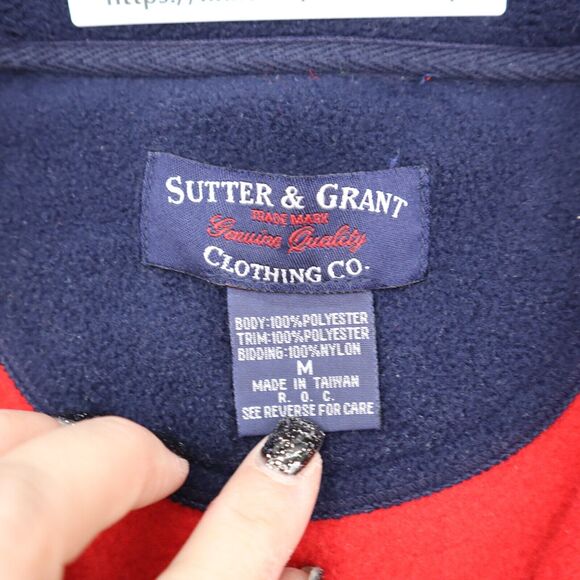 SUTTER & GRANT
TRADE MARK
Genuine Quality
CLOTHING CO.
BODY:100%POLYESTER
TRIM:100%POLYESTER
BIDDING:100%NYLON
M
MADE IN TAIWAN
R. O. C.
SEE REVERSE FOR CARE